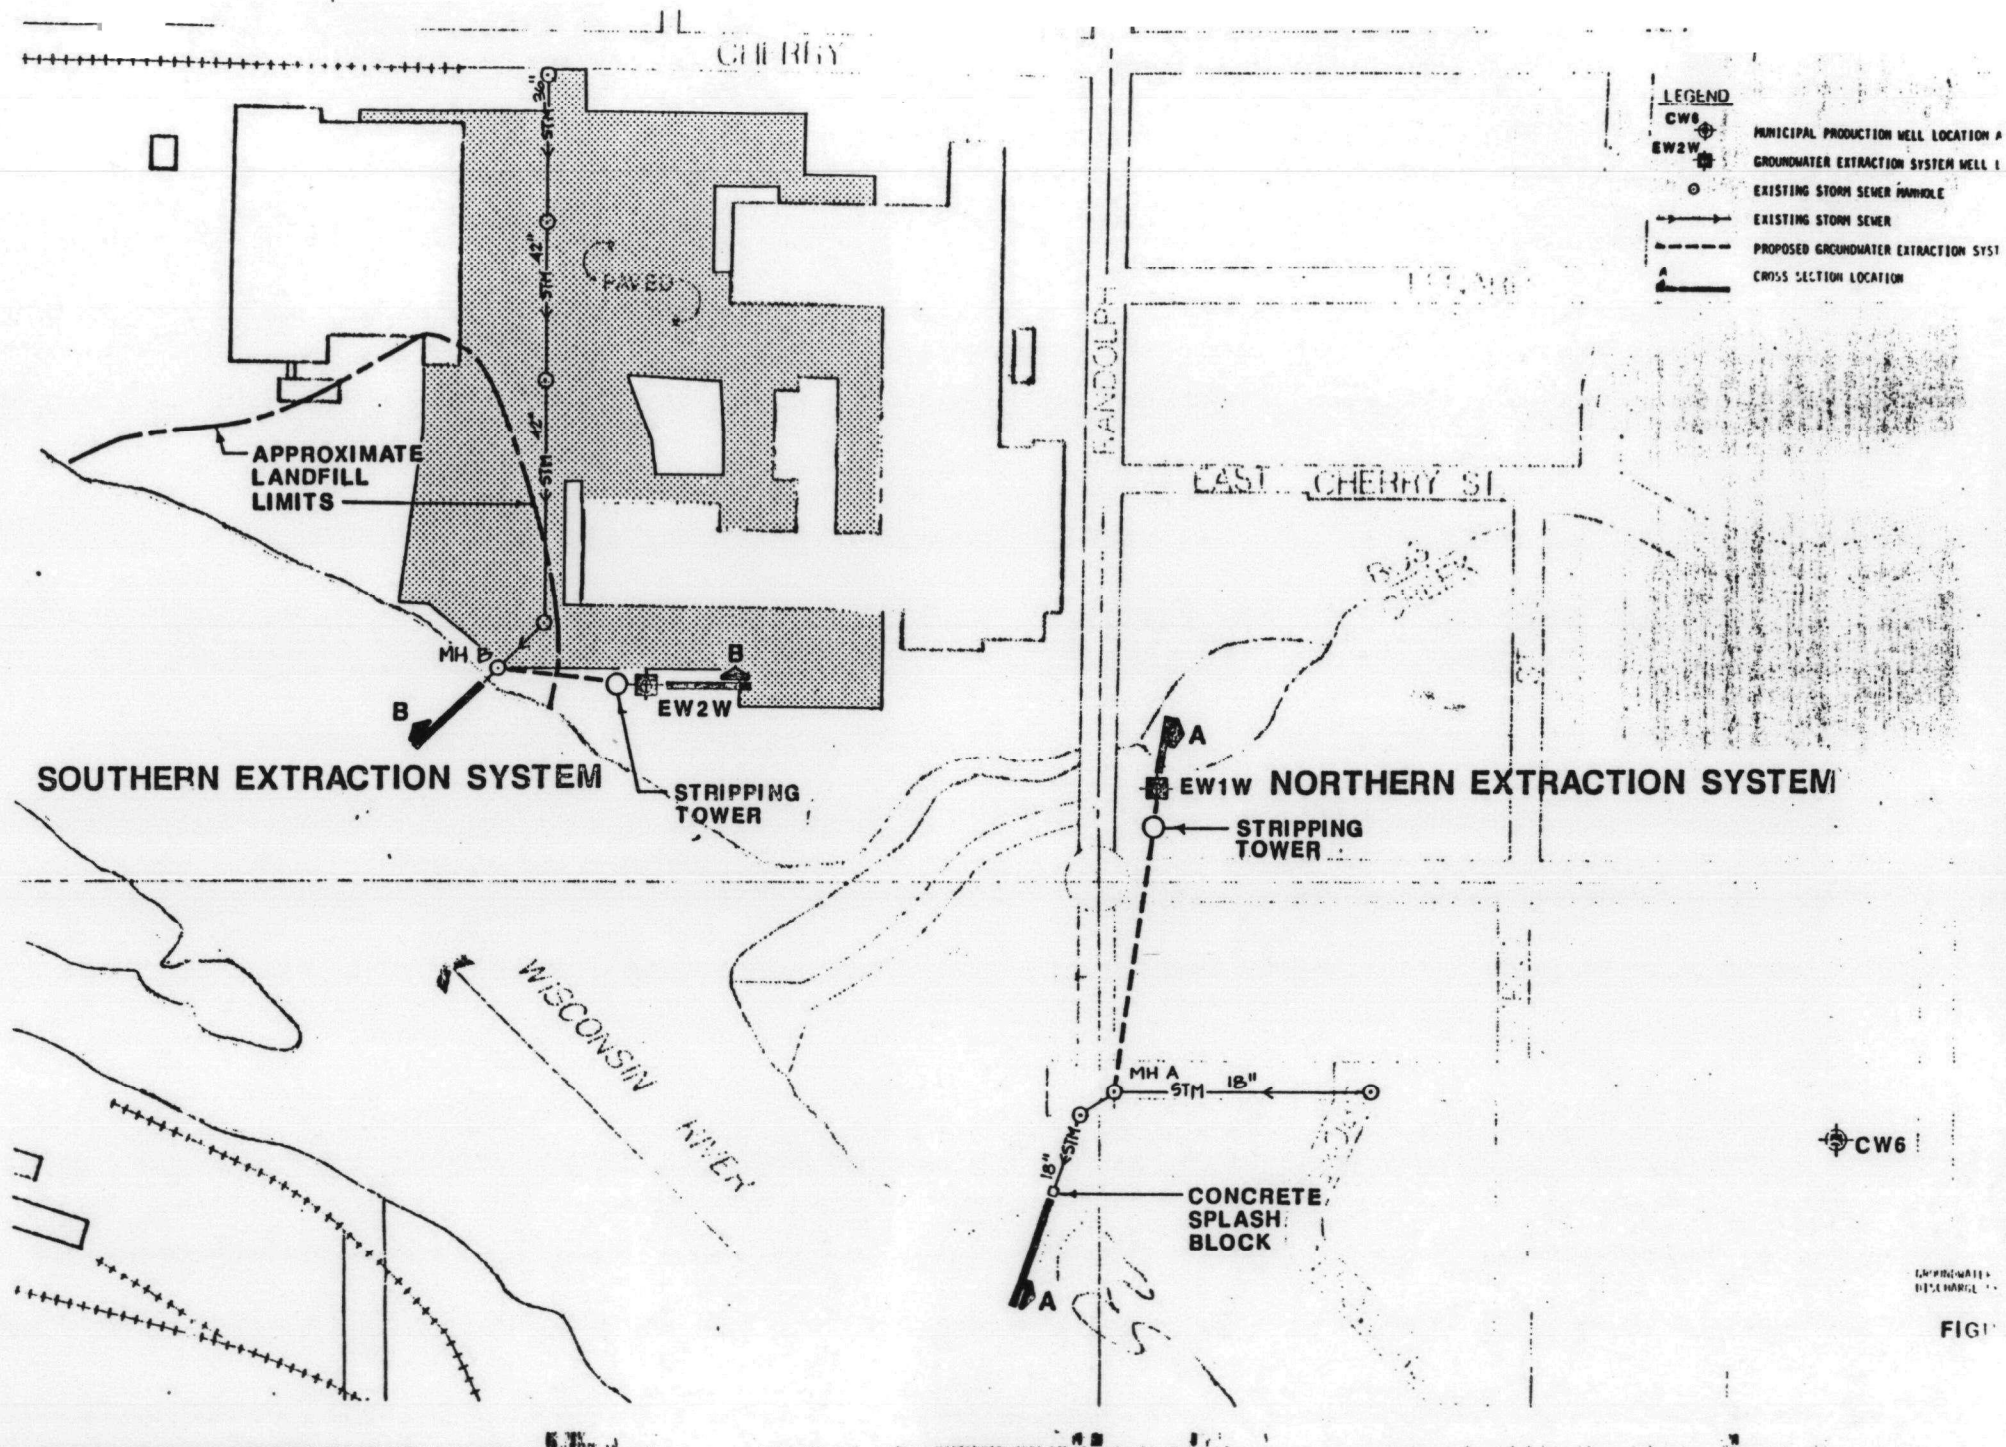 CHERRY
LEGEND
CW6
MUNICIPAL PRODUCTION WELL LOCATION A
EW2W
GROUNDWATER EXTRACTION SYSTEM WELL L
EXISTING STORM SEWER MANHOLE
EXISTING STORM SEWER
PROPOSED GROUNDWATER EXTRACTION SYST
A
CROSS SECTION LOCATION
36"
STM
42"
STM
PAVED
42"
STM
RANDOLPH
APPROXIMATE
LANDFILL
LIMITS
EAST CHERRY ST
MH B
B
EW2W
B
SOUTHERN EXTRACTION SYSTEM
STRIPPING
TOWER
A
EW1W
NORTHERN EXTRACTION SYSTEM
STRIPPING
TOWER
WISCONSIN
RIVER
MH A
STM 18"
STM
18"
CW6
CONCRETE
SPLASH
BLOCK
A
GROUNDWATER
DISCHARGE